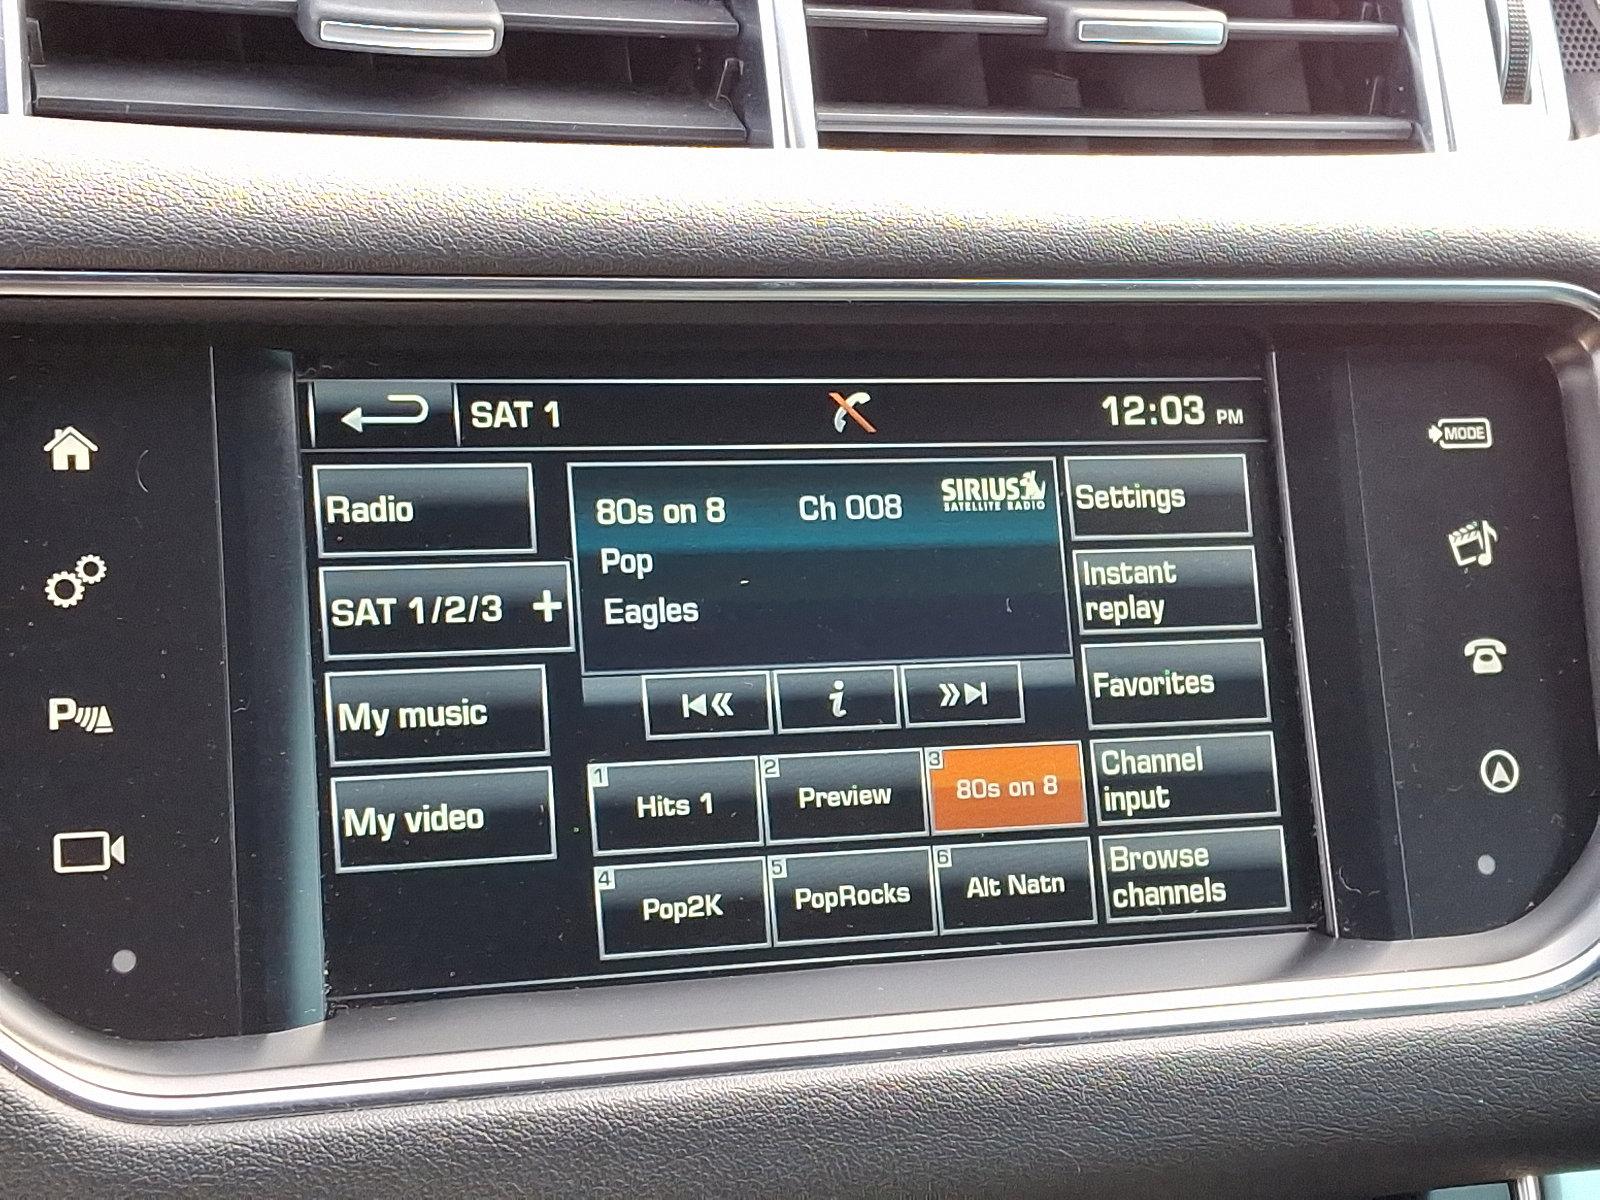 SAT 1
12:03 PM
MODE
Radio
80s on 8 Ch 008 SIRIUS
SATELLITE RADIO
Settings
Pop
Instant
replay
SAT 1/2/3 +
Eagles
My music
i
Favorites
P
1 Hits 1
2 Preview
3 80s on 8
Channel
input
My video
4 Pop2K
5 PopRocks
6 Alt Natn
Browse
channels